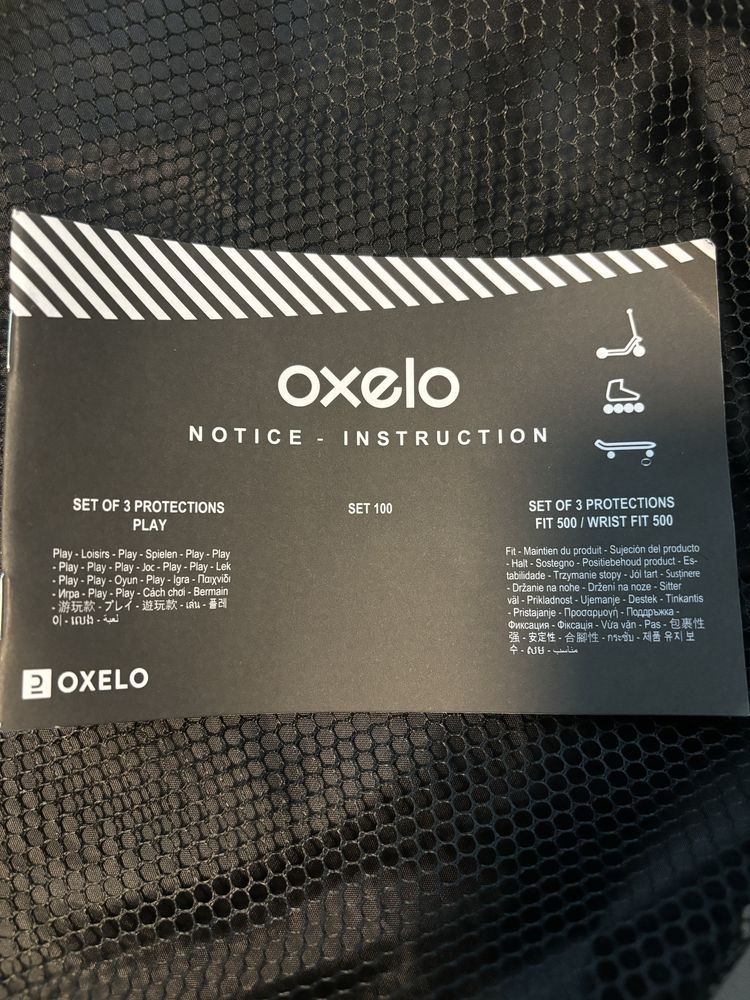 oxelo
NOTICE - INSTRUCTION
SET OF 3 PROTECTIONS
PLAY
Play - Loisirs - Play - Spielen - Play - Play
- Play - Play - Play - Joc - Play - Play - Lek
- Play - Play - Oyun - Play - Igra - Παιχνίδι
- Игра - Play - Play - Cách chơi - Bermain
- 游玩款 - プレイ - 遊玩款 - เล่น - 플레
이 - លេង - لعبة
SET 100
SET OF 3 PROTECTIONS
FIT 500 / WRIST FIT 500
Fit - Maintien du produit - Sujeción del producto
- Halt - Sostegno - Positiebehoud product - Es-
tabilidade - Trzymanie stopy - Jól tart - Susținere
- Držanie na nohe - Držení na noze - Sitter
väl - Prikladnost - Ujemanje - Destek - Tinkantis
- Pristajanje - Προσαρμογή - Поддръжка -
Фиксация - Фіксація - Vừa vặn - Pas - 包裹性
强 - 安定性 - 合腳性 - กระชับ - 제품 유지 보
수 - សម - مناسب
OXELO